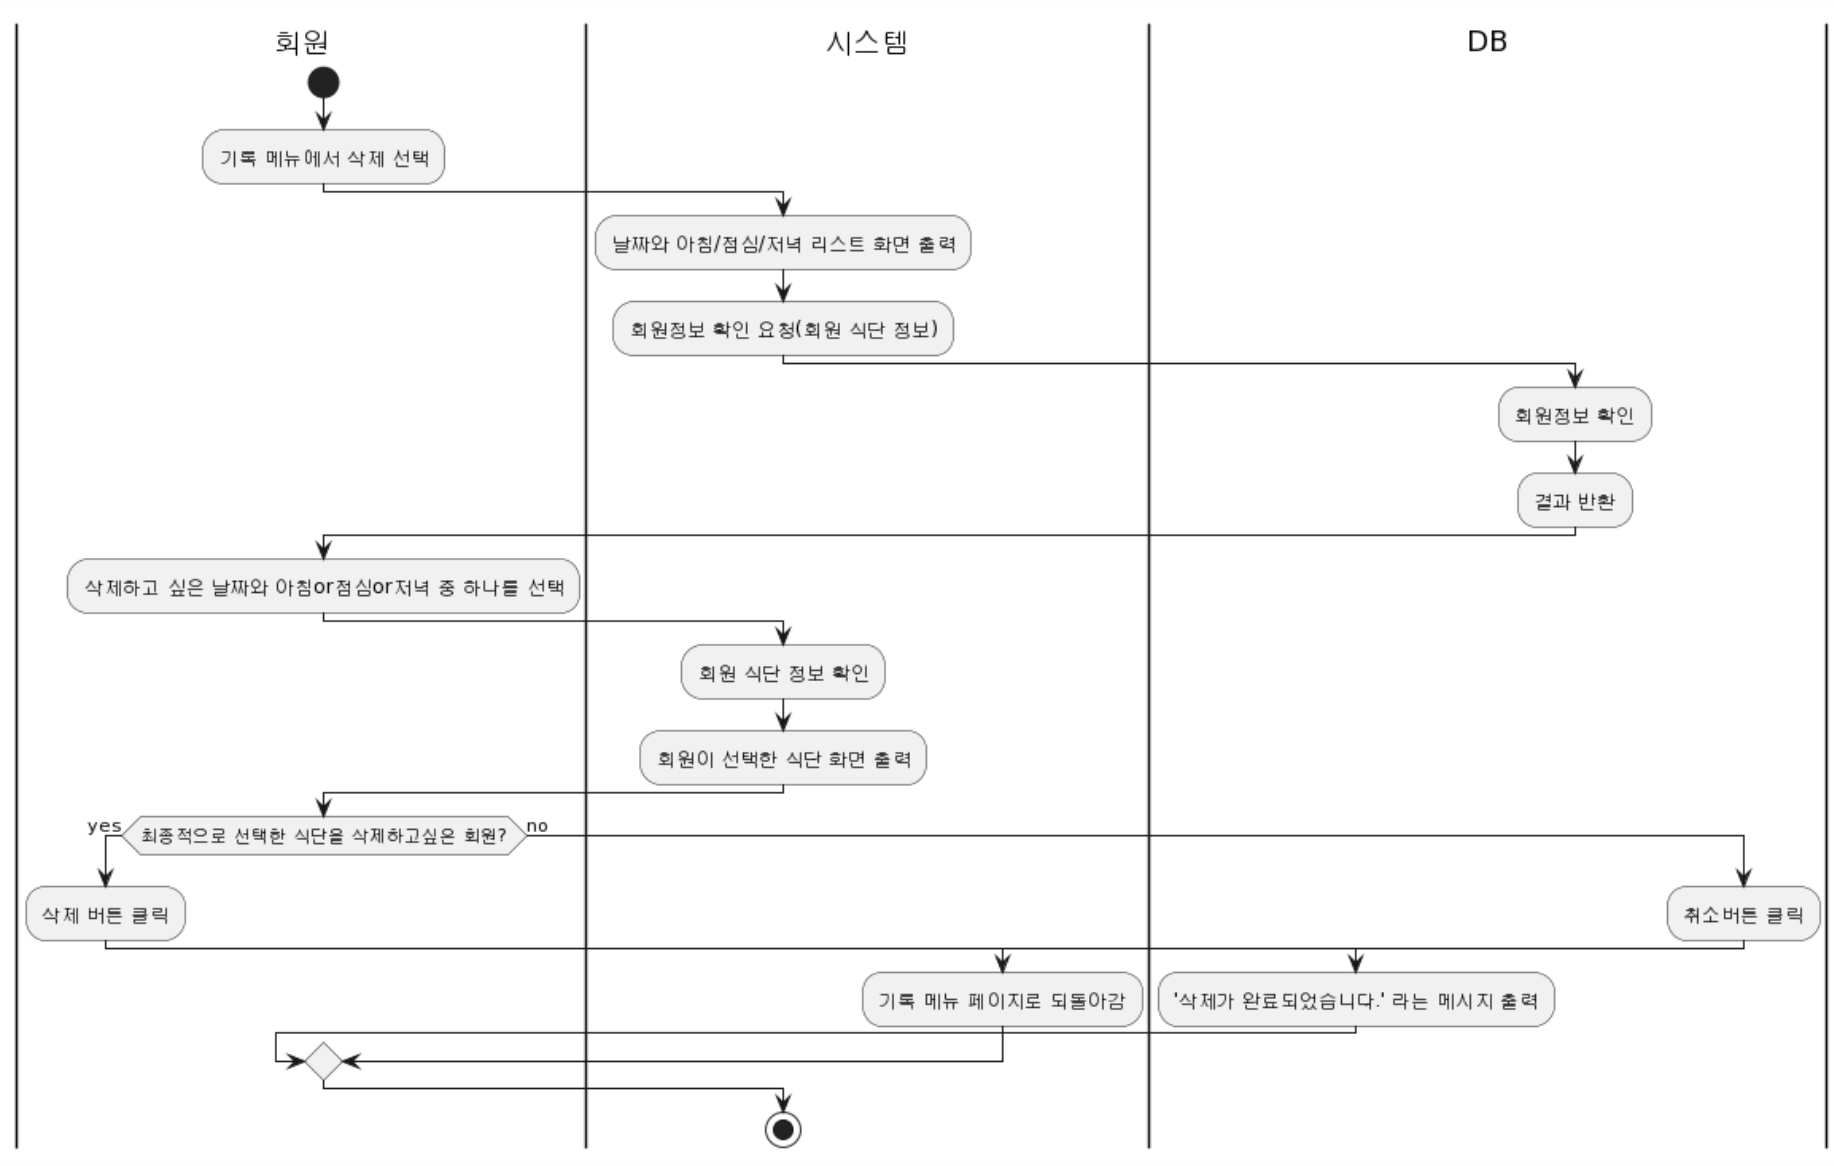 회원
시스템
DB
기록 메뉴에서 삭제 선택
날짜와 아침/점심/저녁 리스트 화면 출력
회원정보 확인 요청(회원 식단 정보)
회원정보 확인
결과 반환
삭제하고 싶은 날짜와 아침or점심or저녁 중 하나를 선택
회원 식단 정보 확인
회원이 선택한 식단 화면 출력
yes
최종적으로 선택한 식단을 삭제하고싶은 회원?
no
삭제 버튼 클릭
취소버튼 클릭
기록 메뉴 페이지로 되돌아감
'삭제가 완료되었습니다.' 라는 메시지 출력